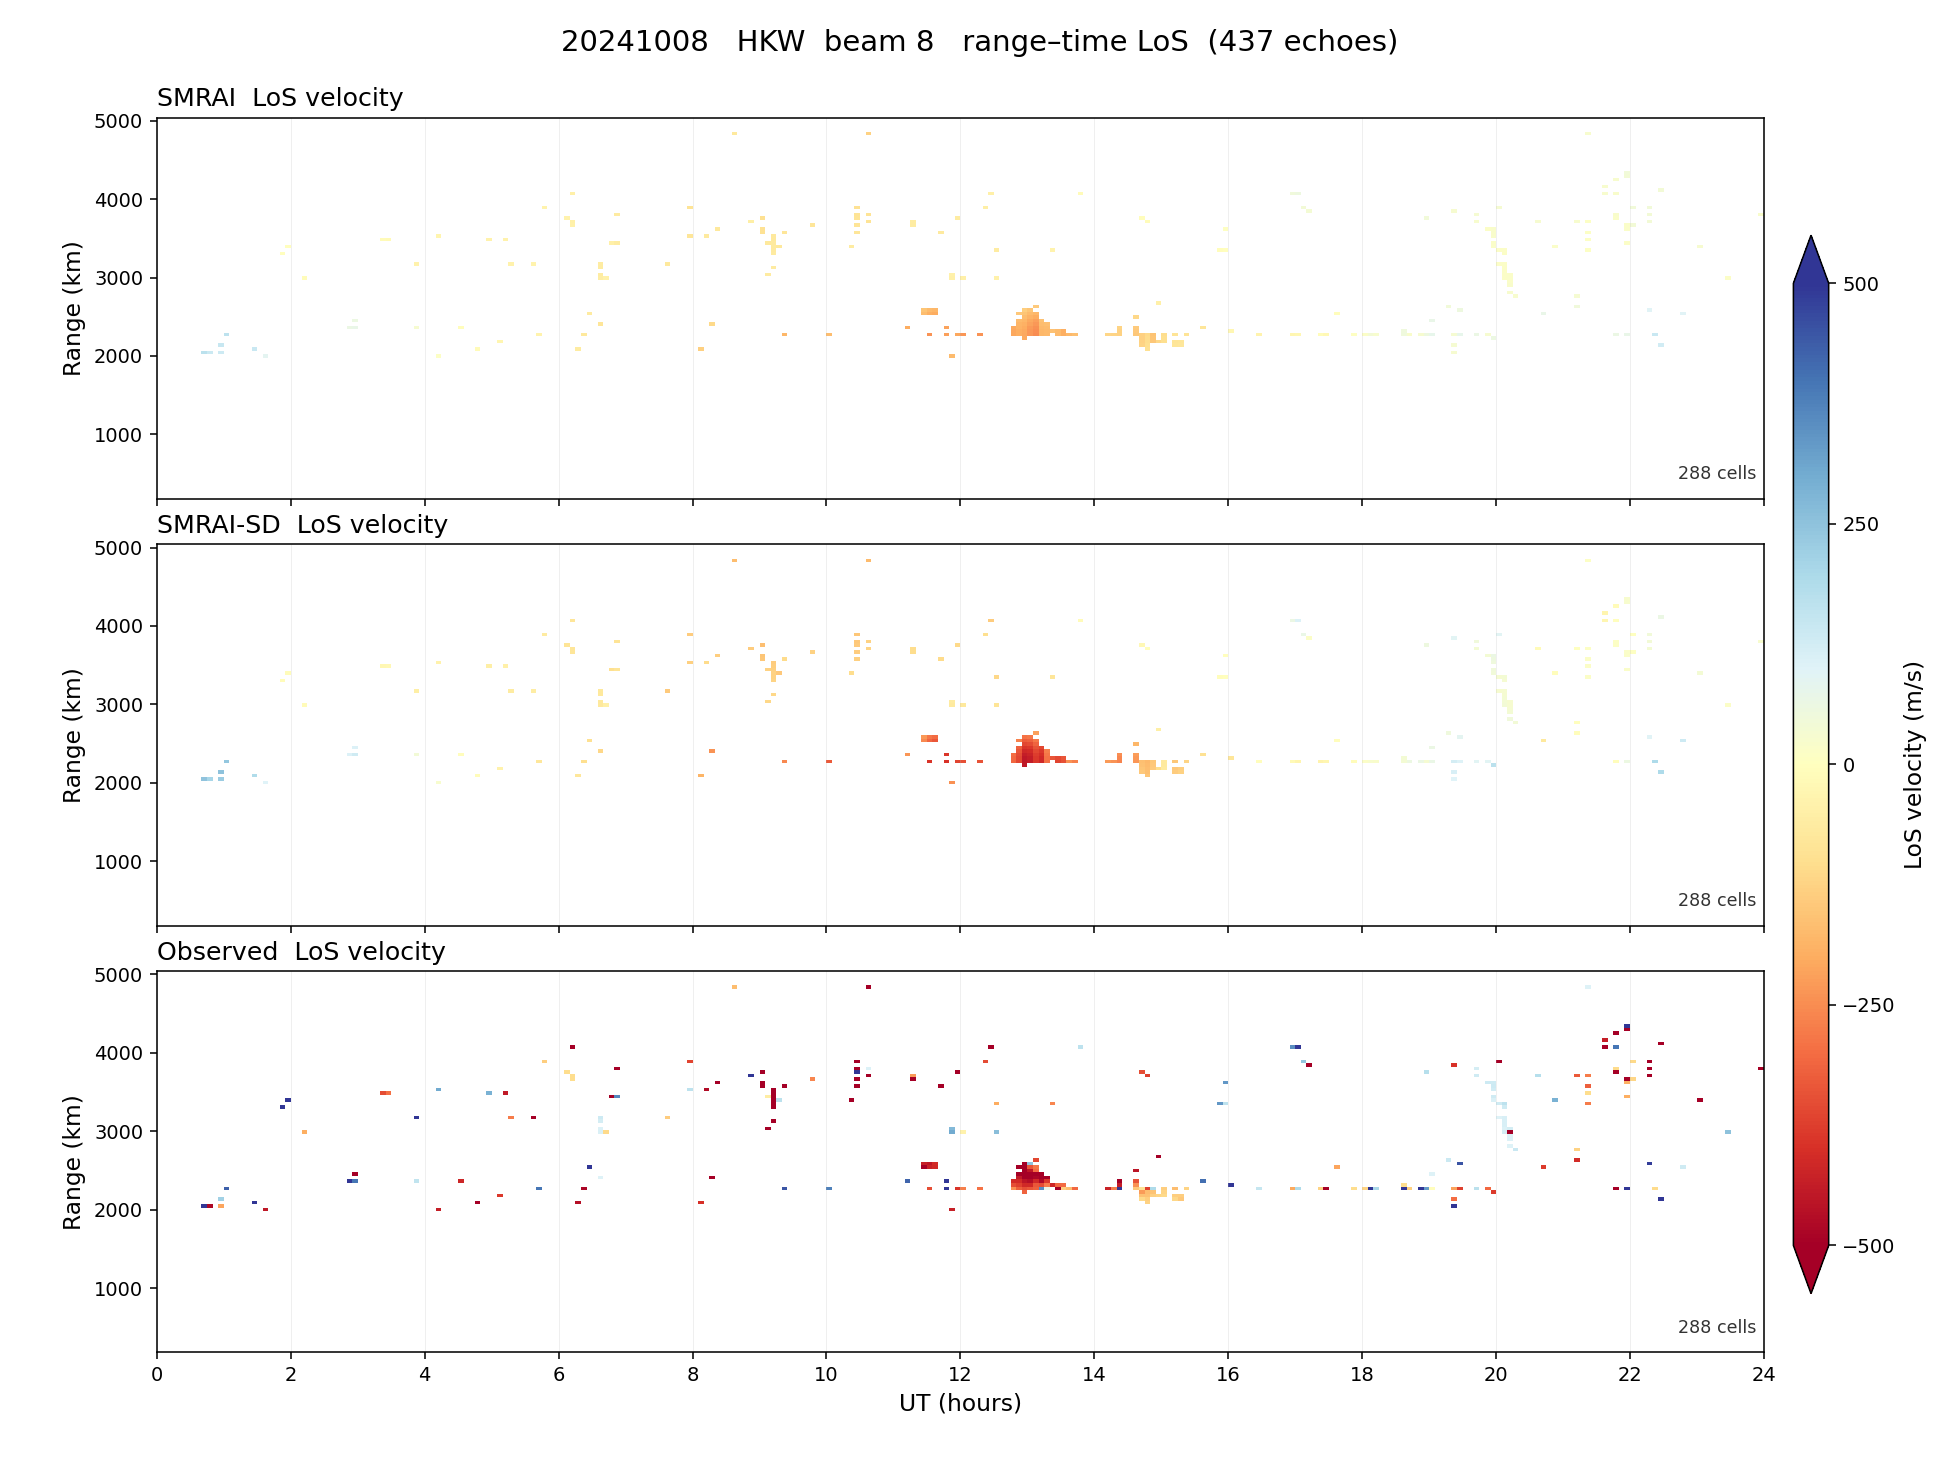 20241008   HKW  beam 8   range–time LoS  (437 echoes)
SMRAI  LoS velocity
5000
4000
3000
2000
1000
Range (km)
288 cells
SMRAI-SD  LoS velocity
5000
4000
3000
2000
1000
Range (km)
288 cells
Observed  LoS velocity
5000
4000
3000
2000
1000
Range (km)
288 cells
0 2 4 6 8 10 12 14 16 18 20 22 24
UT (hours)
500
250
0
−250
−500
LoS velocity (m/s)